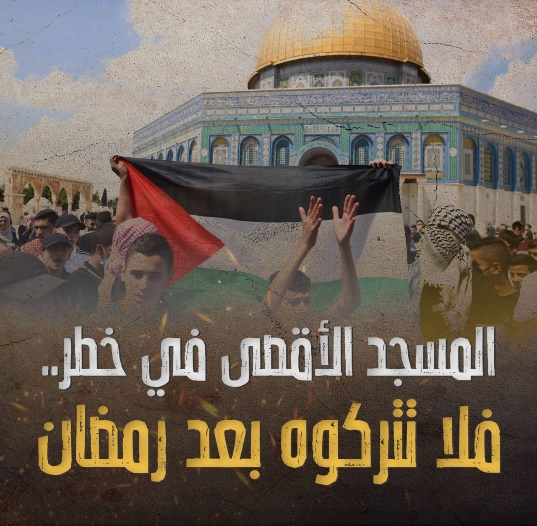 المسجد الأقصى في خطر..
فلا تتركوه بعد رمضان